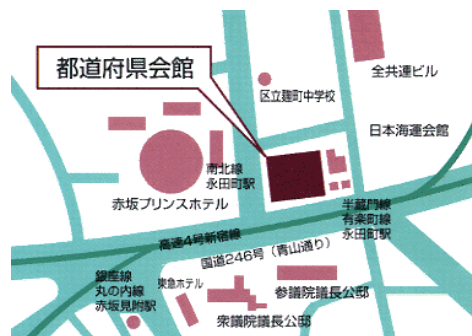 都道府県会館
全共連ビル
区立麹町中学校
日本海運会館
南北線
永田町駅
赤坂プリンスホテル
半蔵門線
有楽町線
永田町駅
高速4号新宿線
国道246号（青山通り）
銀座線
丸の内線
赤坂見附駅
東急ホテル
参議院議長公邸
衆議院議長公邸